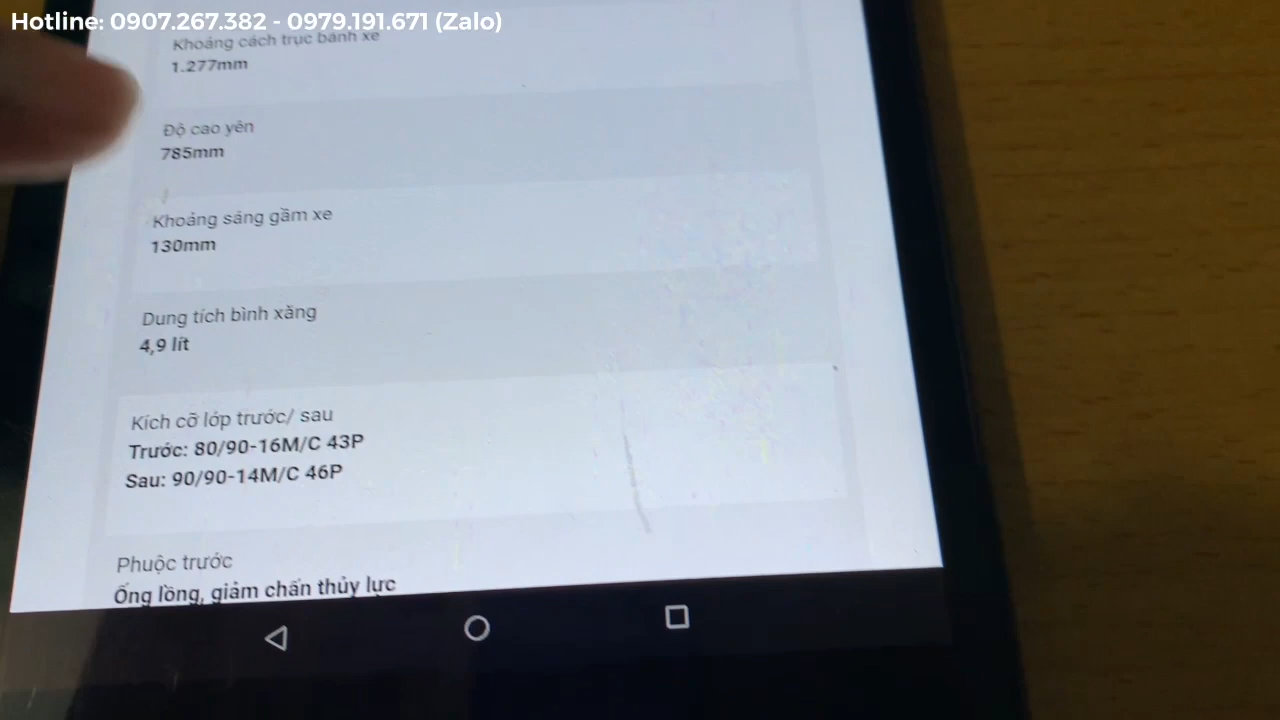 Hotline: 0907.267.382 - 0979.191.671 (Zalo)
Khoảng cách trục bánh xe
1.277mm
Độ cao yên
785mm
Khoảng sáng gầm xe
130mm
Dung tích bình xăng
4,9 lít
Kích cỡ lớp trước/ sau
Trước: 80/90-16M/C 43P
Sau: 90/90-14M/C 46P
Phuộc trước
Ống lồng, giảm chấn thủy lực